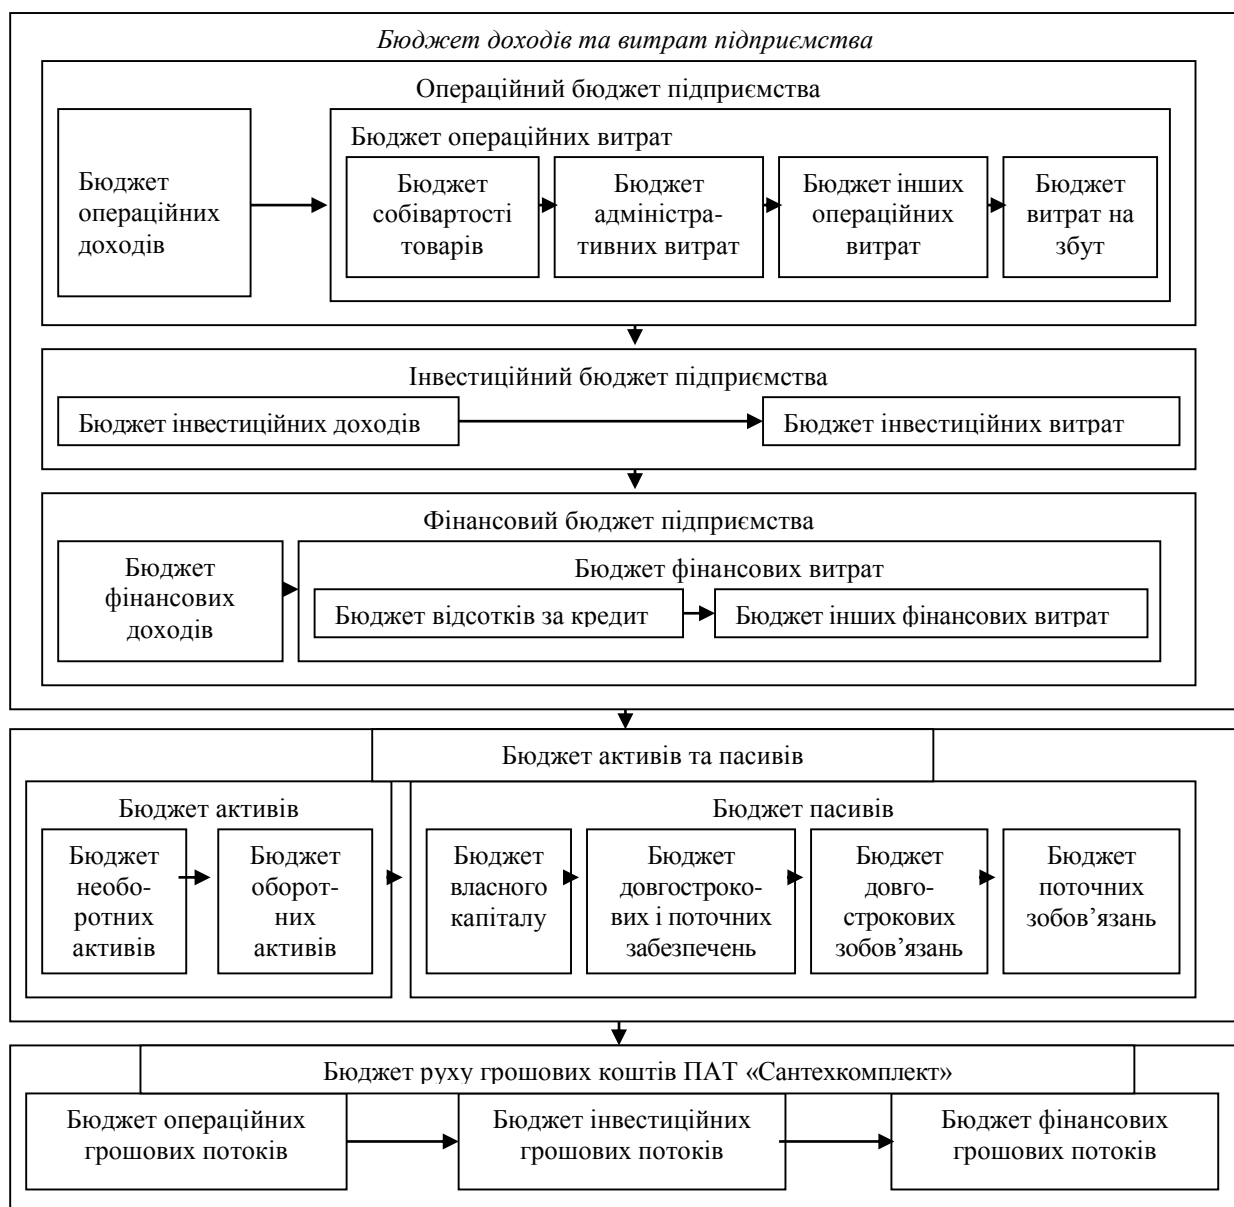 Бюджет доходів та витрат підприємства
Операційний бюджет підприємства
Бюджет
операційних
доходів
Бюджет операційних витрат
Бюджет
собівартості
товарів
Бюджет
адміністра-
тивних витрат
Бюджет інших
операційних
витрат
Бюджет
витрат на
збут
Інвестиційний бюджет підприємства
Бюджет інвестиційних доходів
Бюджет інвестиційних витрат
Фінансовий бюджет підприємства
Бюджет
фінансових
доходів
Бюджет фінансових витрат
Бюджет відсотків за кредит
Бюджет інших фінансових витрат
Бюджет активів та пасивів
Бюджет активів
Бюджет
необо-
ротних
активів
Бюджет
оборот-
них
активів
Бюджет пасивів
Бюджет
власного
капіталу
Бюджет
довгостроко-
вих і поточних
забезпечень
Бюджет
довго-
строкових
зобов’язань
Бюджет
поточних
зобов’язань
Бюджет руху грошових коштів ПАТ «Сантехкомплект»
Бюджет операційних
грошових потоків
Бюджет інвестиційних
грошових потоків
Бюджет фінансових
грошових потоків